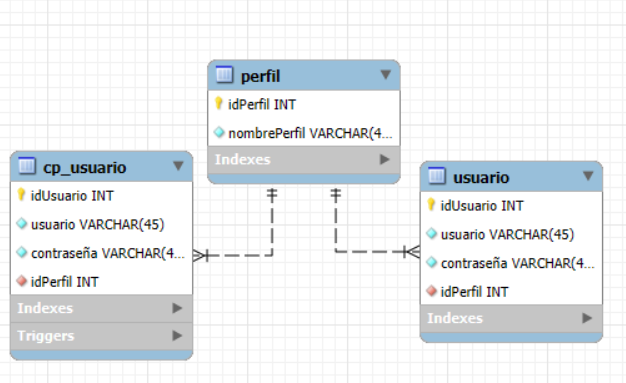 perfil
idPerfil INT
nombrePerfil VARCHAR(4...
Indexes
cp_usuario
idUsuario INT
usuario VARCHAR(45)
contraseña VARCHAR(4...
idPerfil INT
Indexes
Triggers
usuario
idUsuario INT
usuario VARCHAR(45)
contraseña VARCHAR(4...
idPerfil INT
Indexes